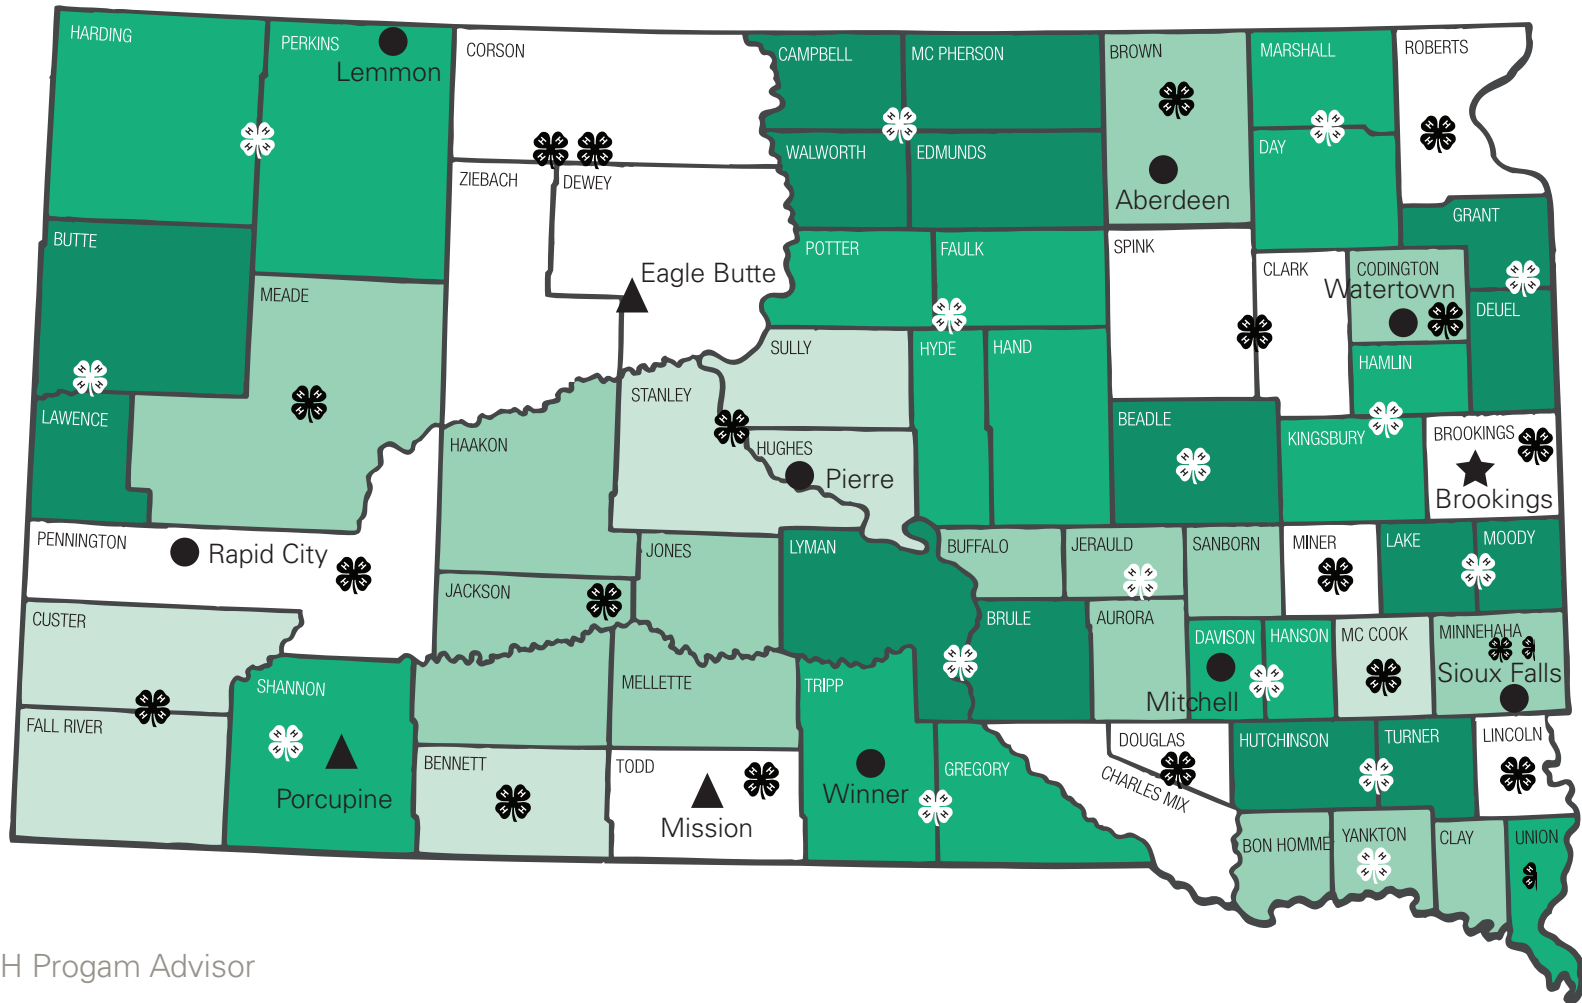 HARDING
PERKINS
Lemmon
CORSON
CAMPBELL
MC PHERSON
BROWN
MARSHALL
ROBERTS
WALWORTH
EDMUNDS
DAY
ZIEBACH
DEWEY
Aberdeen
GRANT
BUTTE
POTTER
FAULK
SPINK
CLARK
CODINGTON
Watertown
Eagle Butte
MEADE
DEUEL
SULLY
HYDE
HAND
HAMLIN
STANLEY
LAWENCE
BEADLE
KINGSBURY
BROOKINGS
Brookings
HAAKON
HUGHES
Pierre
PENNINGTON
Rapid City
JONES
LYMAN
BUFFALO
JERAULD
SANBORN
MINER
LAKE
MOODY
JACKSON
CUSTER
BRULE
AURORA
DAVISON
HANSON
MC COOK
MINNEHAHA
Sioux Falls
Mitchell
SHANNON
MELLETTE
TRIPP
FALL RIVER
BENNETT
TODD
DOUGLAS
CHARLES MIX
HUTCHINSON
TURNER
LINCOLN
GREGORY
Porcupine
Mission
Winner
BON HOMME
YANKTON
CLAY
UNION
H Progam Advisor